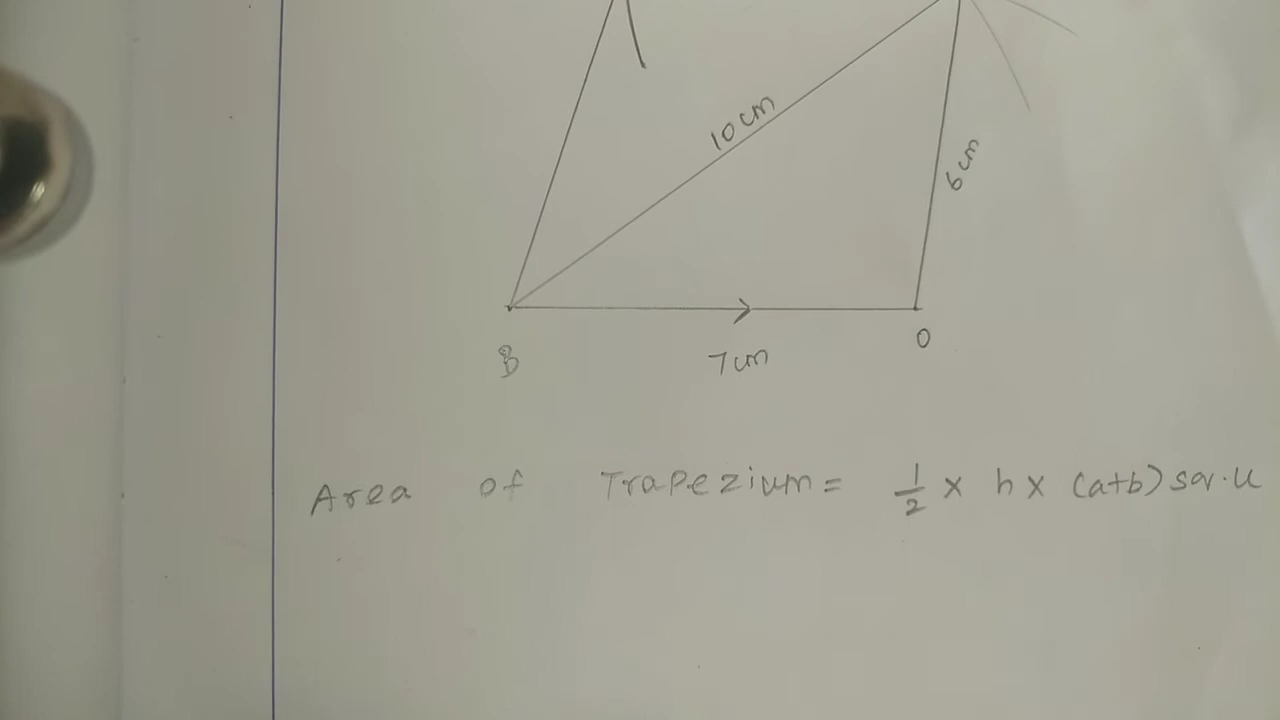 10cm
6cm
B
7cm
O
Area of Trapezium = 1/2 x h x (a+b) sq.u